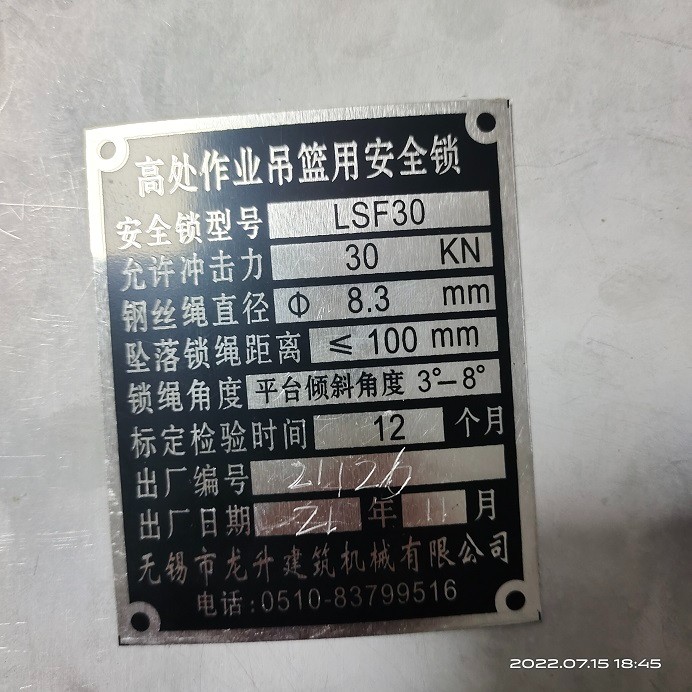 高处作业吊篮用安全锁
安全锁型号 LSF30
允许冲击力 30 KN
钢丝绳直径 Φ 8.3 mm
坠落锁绳距离 ≤ 100 mm
锁绳角度 平台倾斜角度 3°-8°
标定检验时间 12 个月
出厂编号 21126
出厂日期 21 年 11 月
无锡市龙升建筑机械有限公司
电话:0510-83799516
2022.07.15 18:45